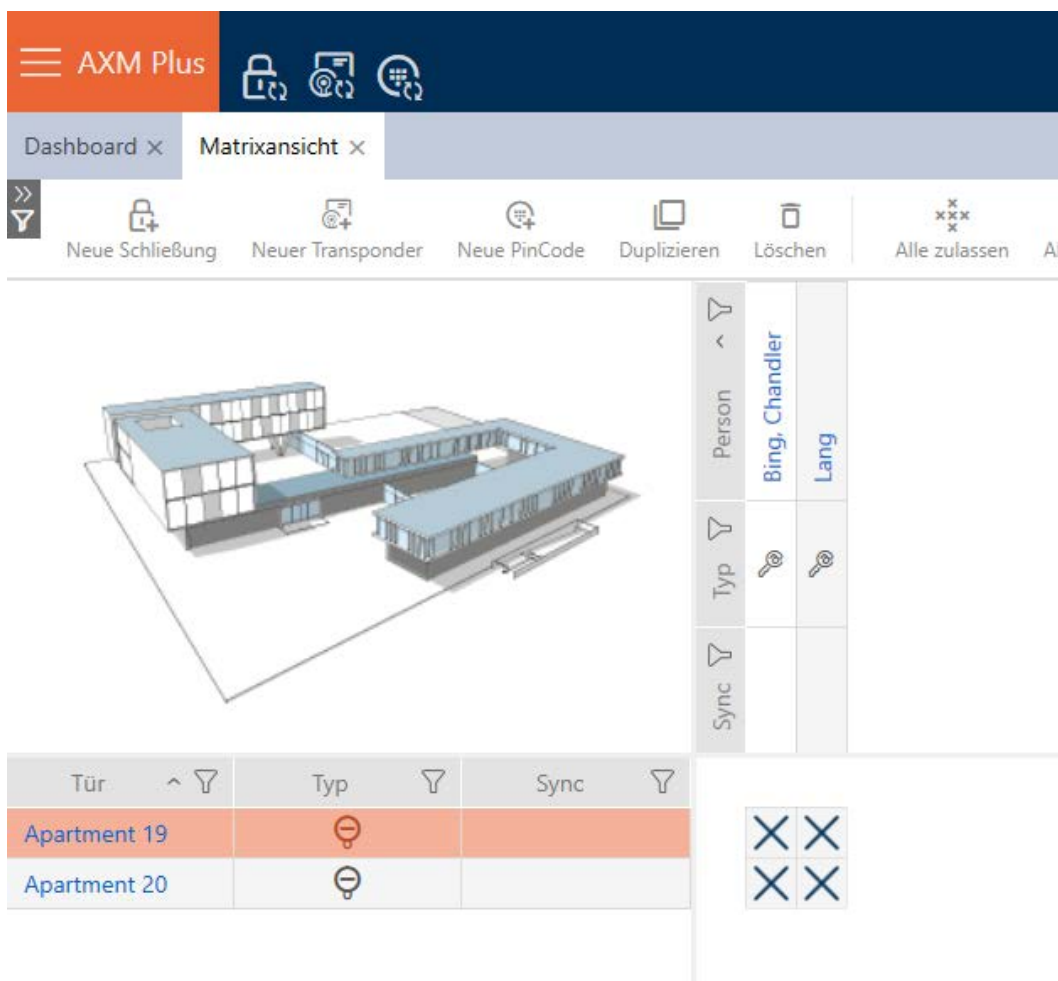 AXM Plus
Dashboard
Matrixansicht
Neue Schließung
Neuer Transponder
Neue PinCode
Duplizieren
Löschen
Alle zulassen
Person
Bing, Chandler
Lang
Typ
Sync
Tür
Typ
Sync
Apartment 19
Apartment 20